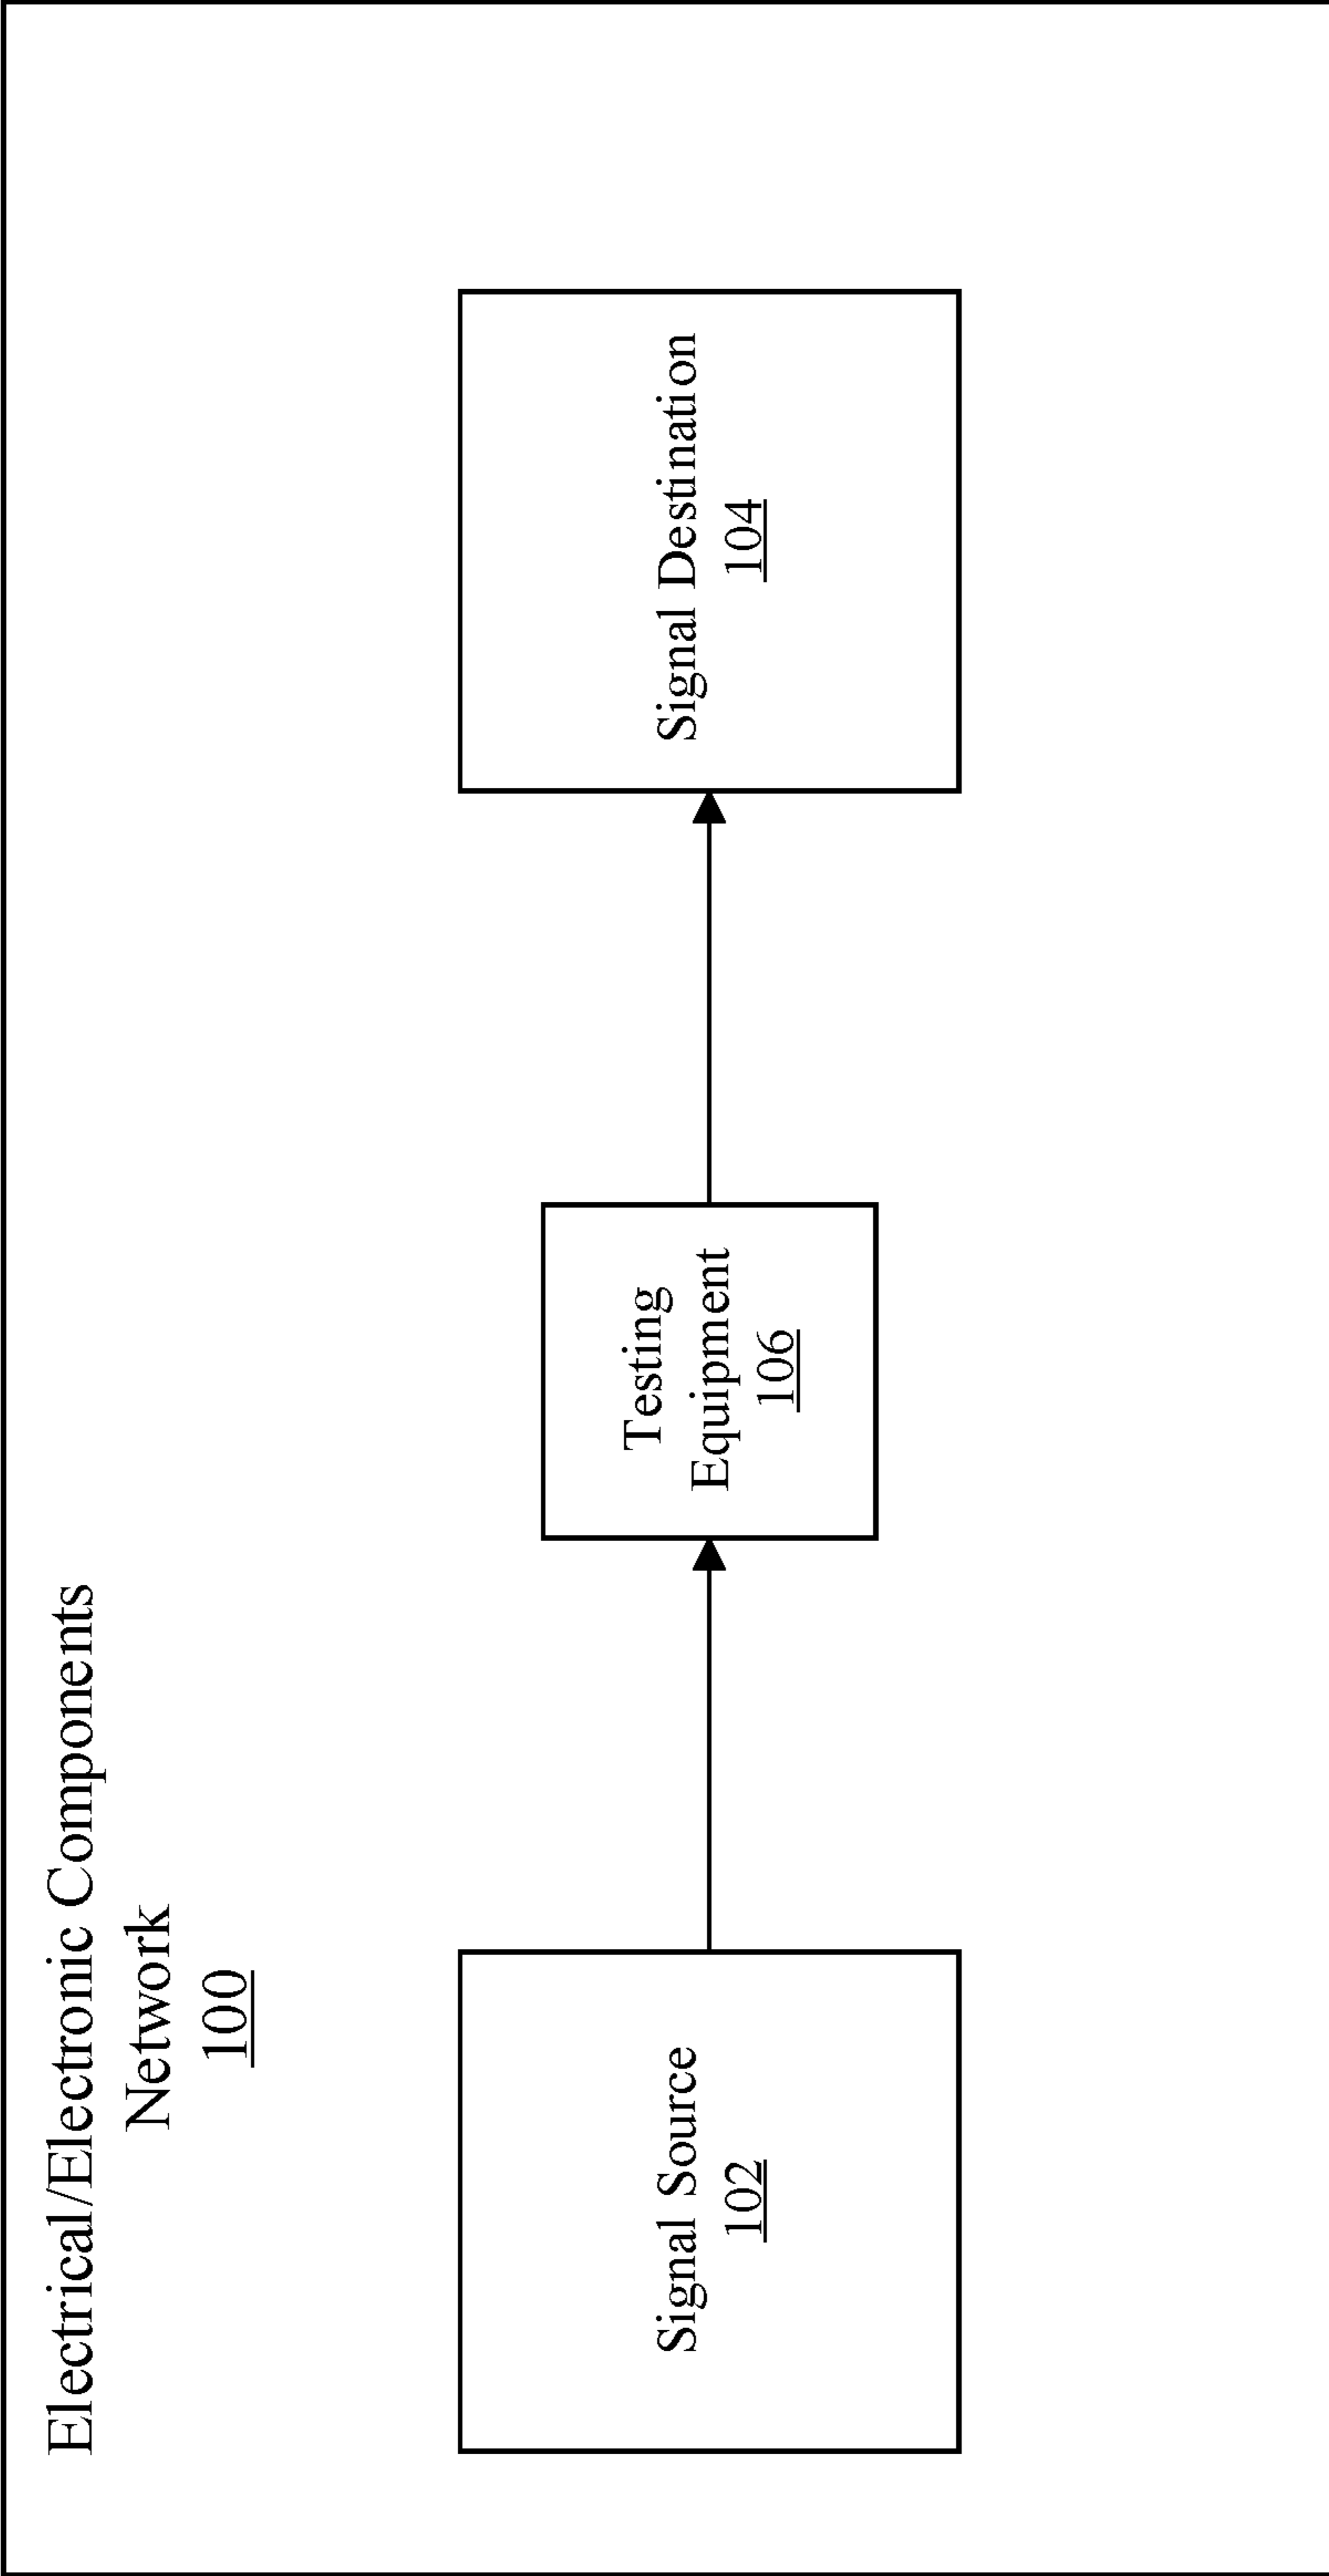 Electrical/Electronic Components
Network
100
Signal Source
102
Testing
Equipment
106
Signal Destination
104